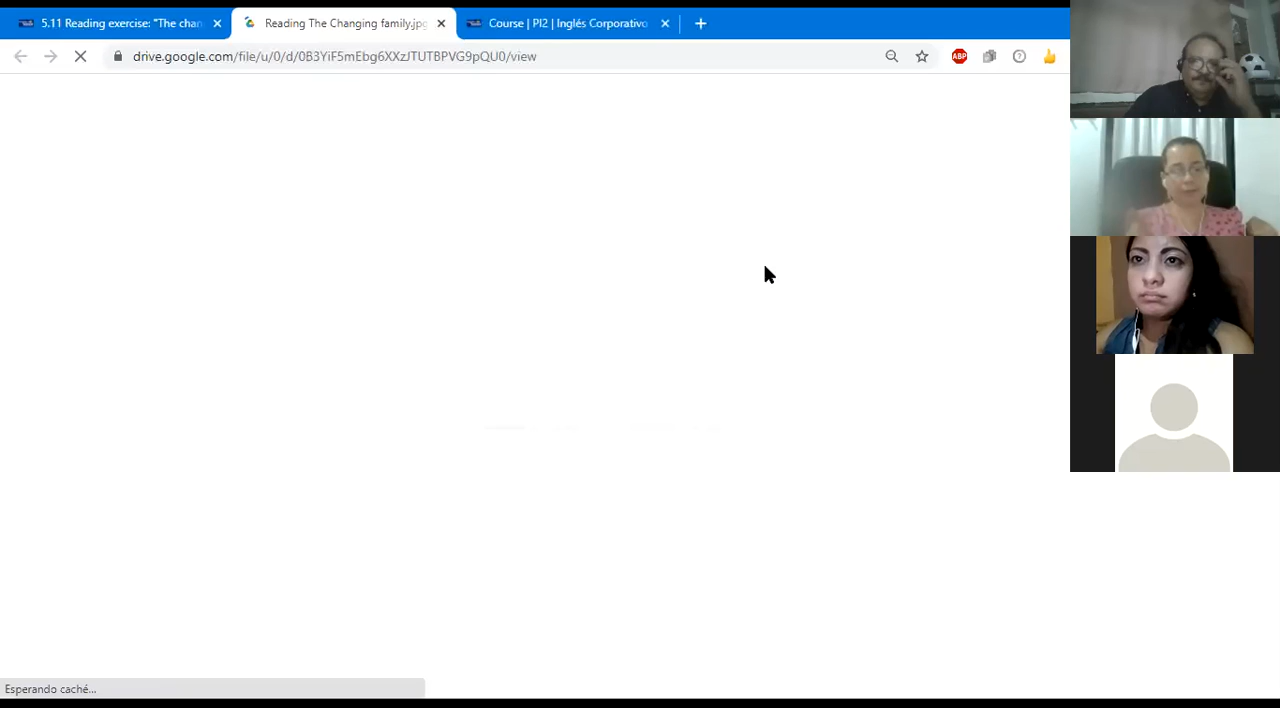 5.11 Reading exercise: "The chan
Reading The Changing family.jpg
Course | PI2 | Inglés Corporativo
drive.google.com/file/u/0/d/0B3YiF5mEbg6XXzJTUTBPVG9pQU0/view
ABP
Esperando caché...